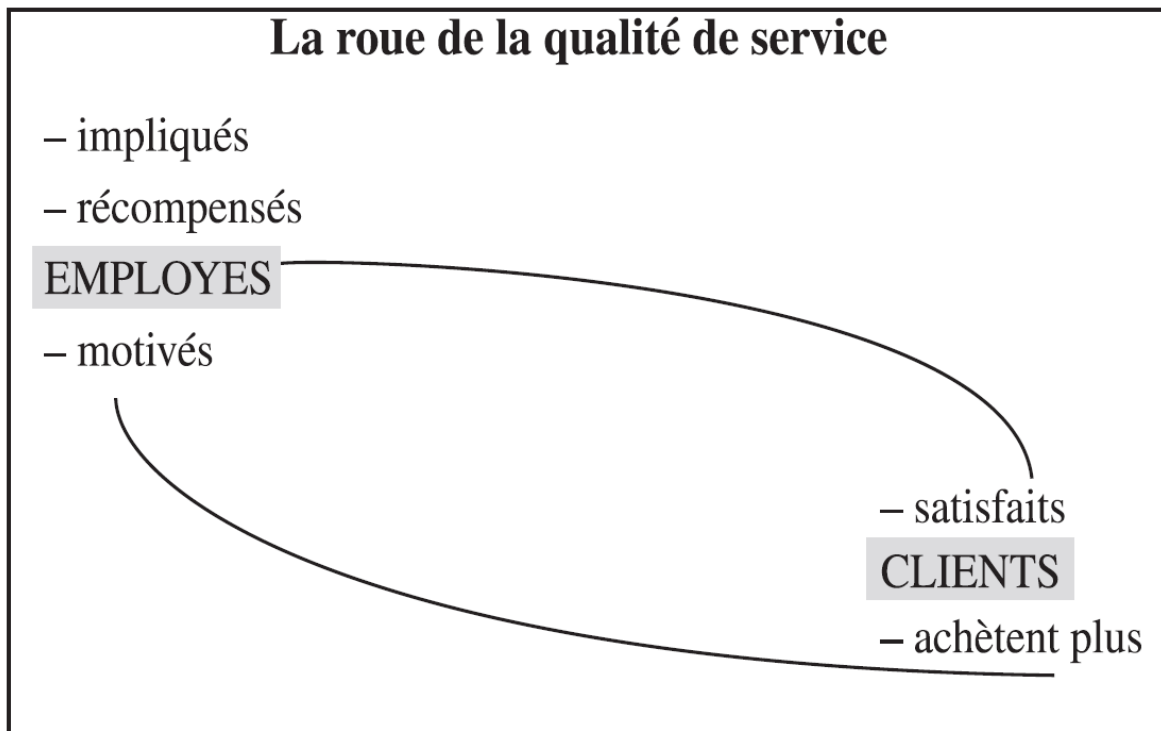 La roue de la qualité de service
– impliqués
– récompensés
EMPLOYES
– motivés
– satisfaits
CLIENTS
– achètent plus